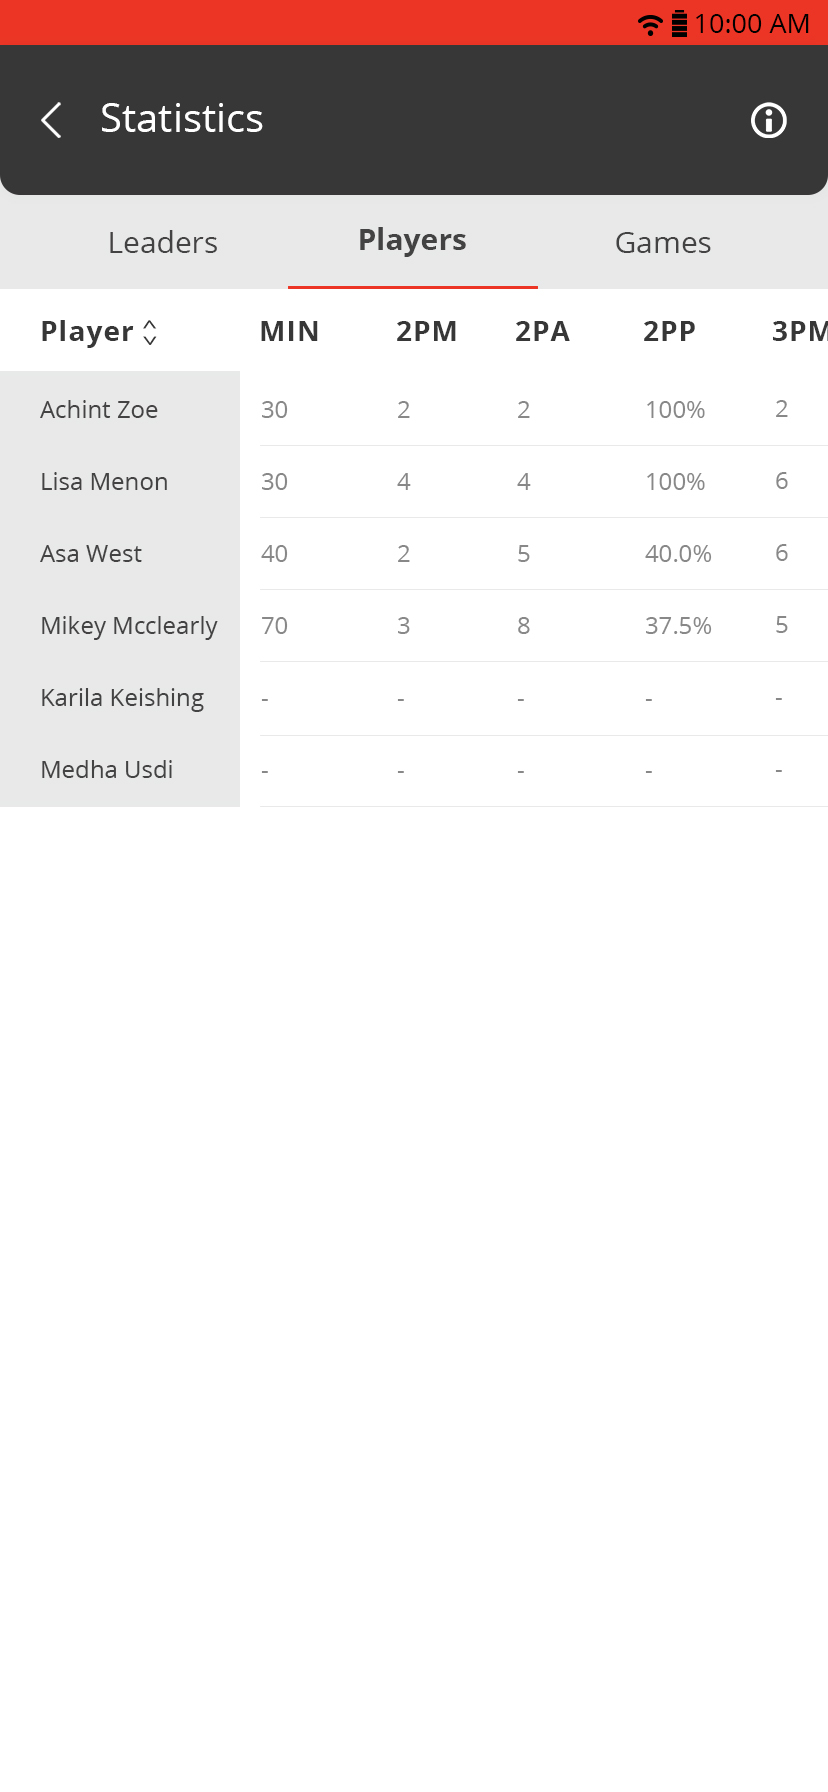 10:00 AM
Statistics
Leaders Players Games
Player MIN 2PM 2PA 2PP 3PM
Achint Zoe 30 2 2 100% 2
Lisa Menon 30 4 4 100% 6
Asa West 40 2 5 40.0% 6
Mikey Mcclearly 70 3 8 37.5% 5
Karila Keishing - - - - -
Medha Usdi - - - - -